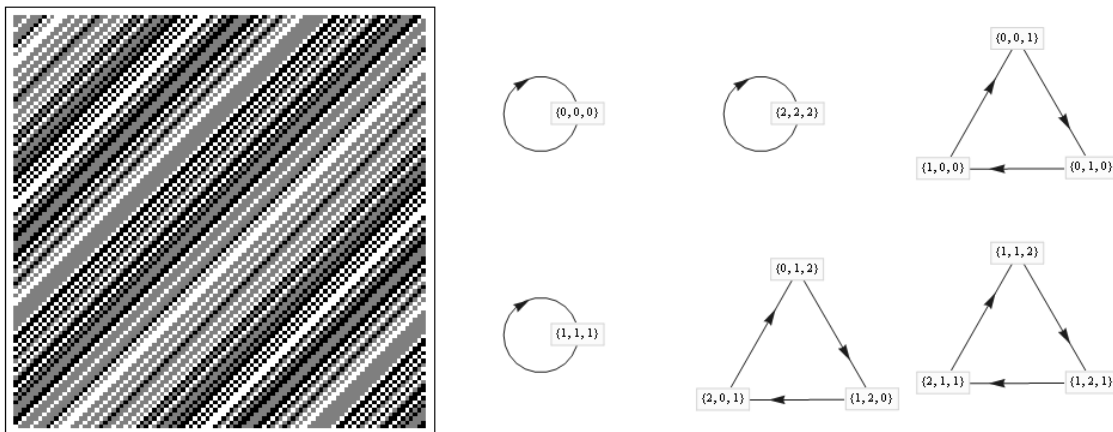 {0, 0, 1}
{0, 0, 0}
{2, 2, 2}
{1, 0, 0}
{0, 1, 0}
{1, 1, 2}
{0, 1, 2}
{1, 1, 1}
{2, 1, 1}
{1, 2, 1}
{2, 0, 1}
{1, 2, 0}